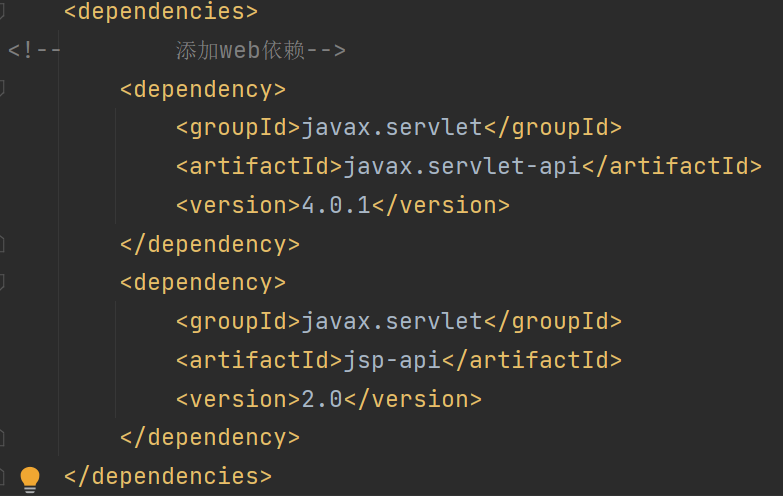 <dependencies>
<!--        添加web依赖-->
<dependency>
<groupId>javax.servlet</groupId>
<artifactId>javax.servlet-api</artifactId>
<version>4.0.1</version>
</dependency>
<dependency>
<groupId>javax.servlet</groupId>
<artifactId>jsp-api</artifactId>
<version>2.0</version>
</dependency>
</dependencies>